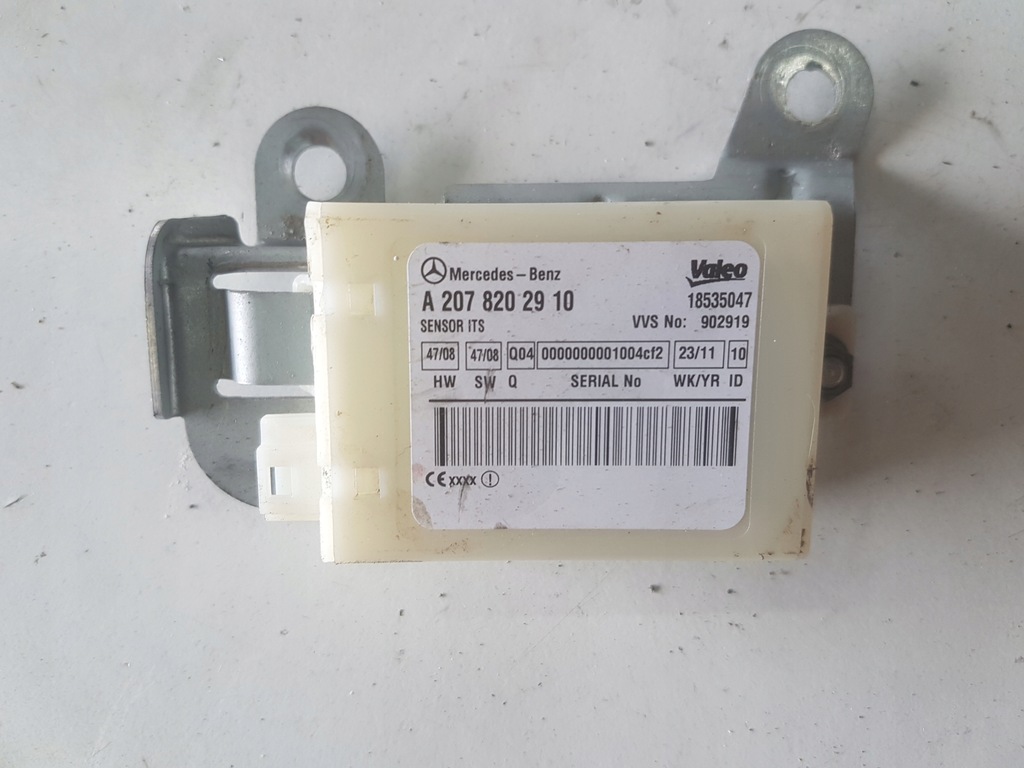 Mercedes-Benz Valeo
A 207 820 29 10 18535047
SENSOR ITS VVS No: 902919
47/08 47/08 Q04 0000000001004cf2 23/11 10
HW SW Q SERIAL No WK/YR ID
CE xxxx